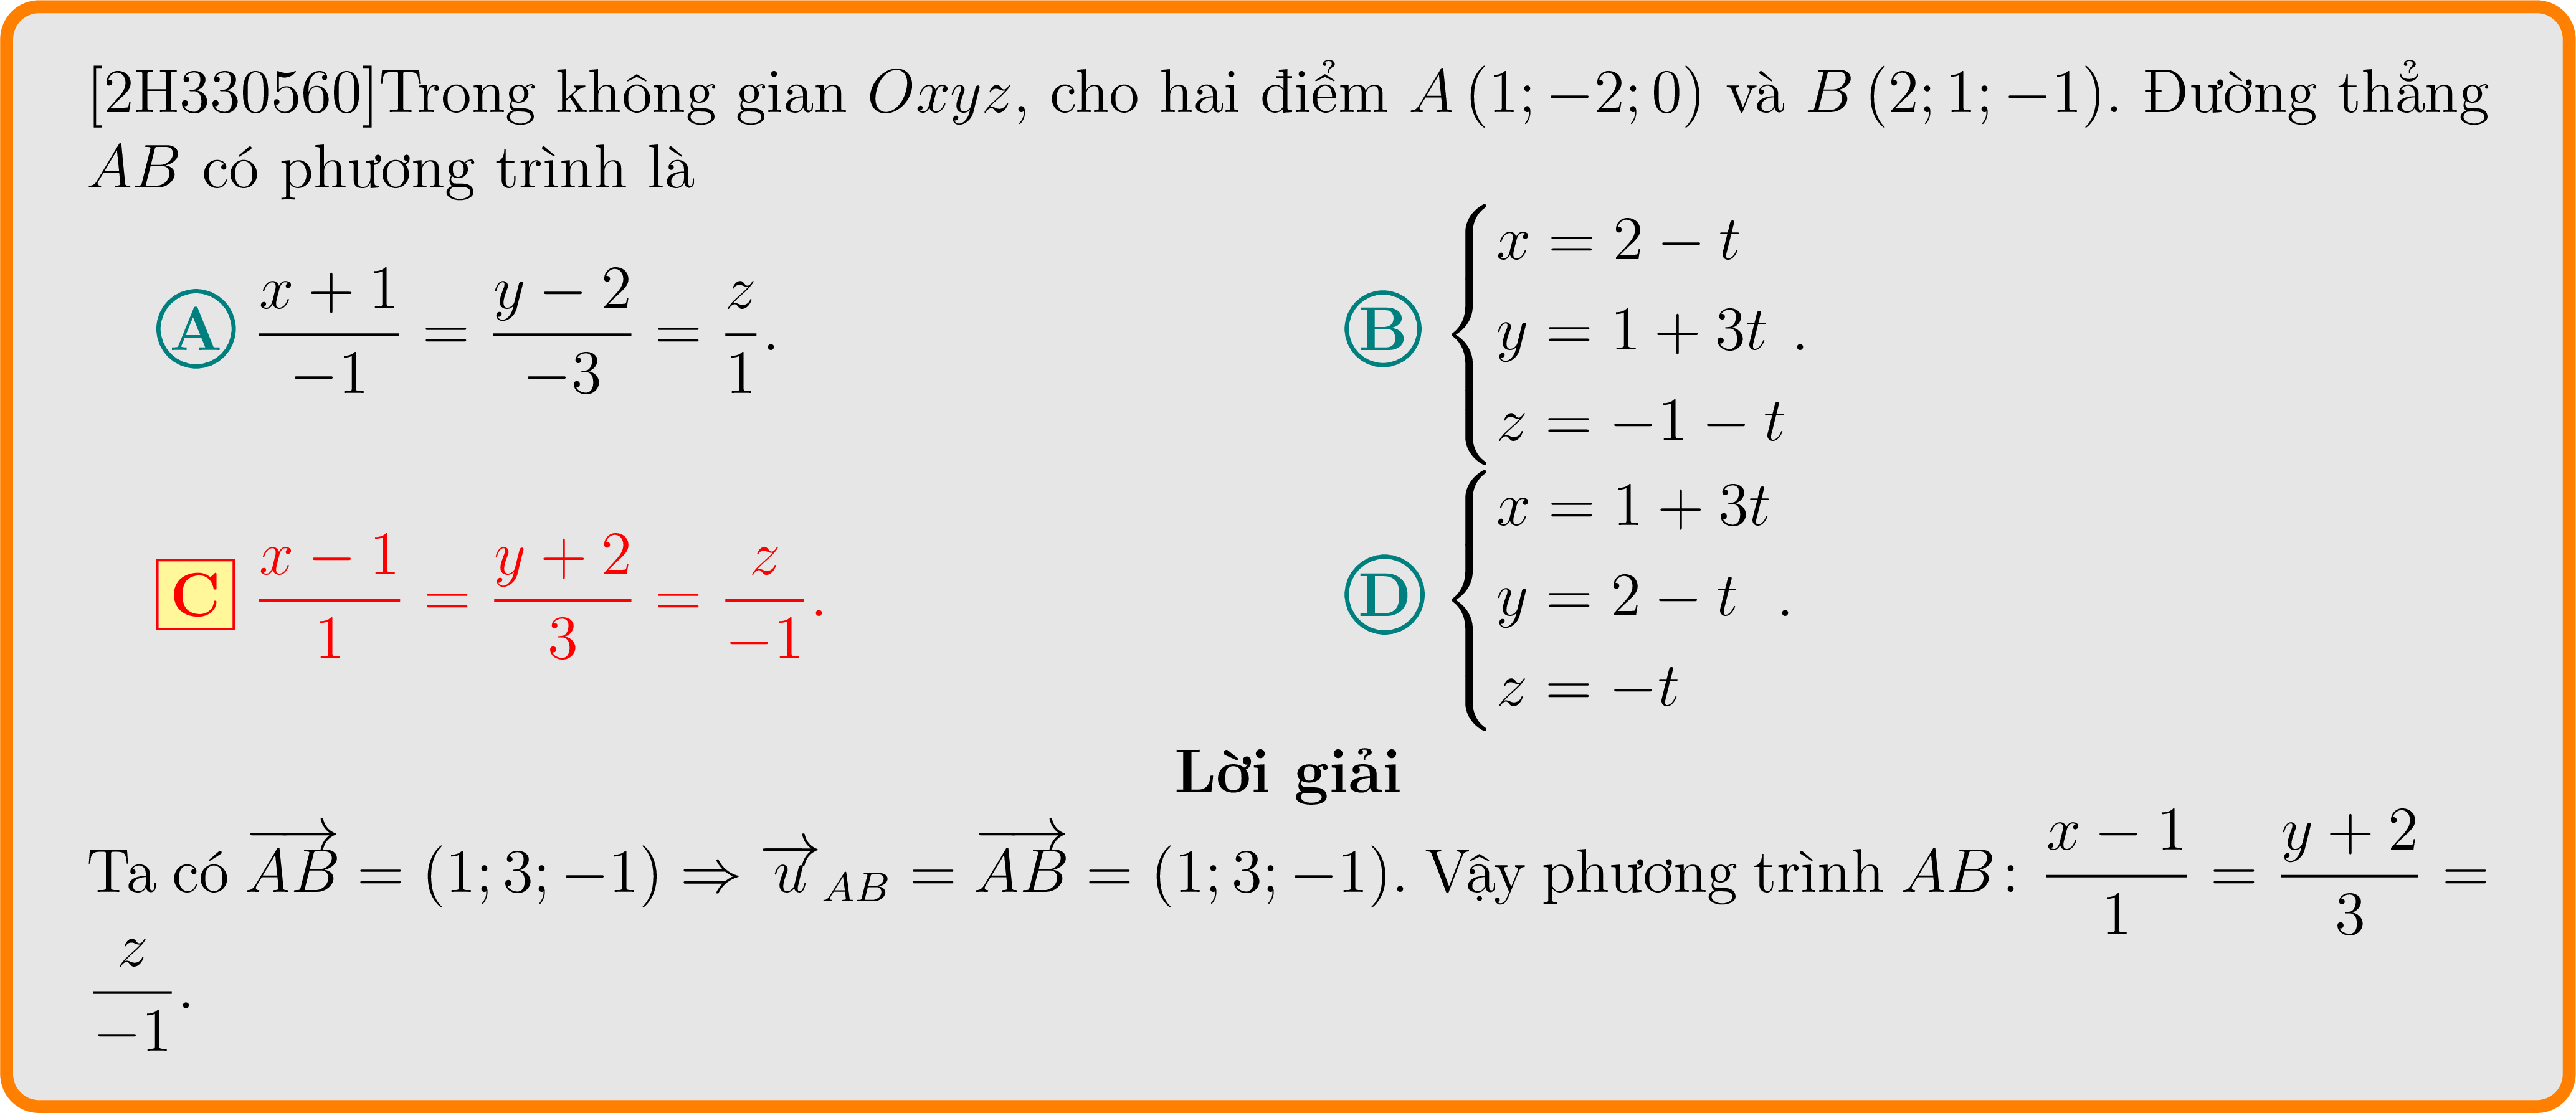 [2H330560]Trong không gian Oxyz, cho hai điểm A (1; −2; 0) và B (2; 1; −1). Đường thẳng
AB có phương trình là
A \frac{x + 1}{−1} = \frac{y − 2}{−3} = \frac{z}{1}.
B \begin{cases} x = 2 − t \\ y = 1 + 3t \\ z = −1 − t \end{cases}.
C \frac{x − 1}{1} = \frac{y + 2}{3} = \frac{z}{−1}.
D \begin{cases} x = 1 + 3t \\ y = 2 − t \\ z = −t \end{cases}.
Lời giải
Ta có \overrightarrow{AB} = (1; 3; −1) ⇒ \overrightarrow{u}_{AB} = \overrightarrow{AB} = (1; 3; −1). Vậy phương trình AB: \frac{x − 1}{1} = \frac{y + 2}{3} =
\frac{z}{−1}.